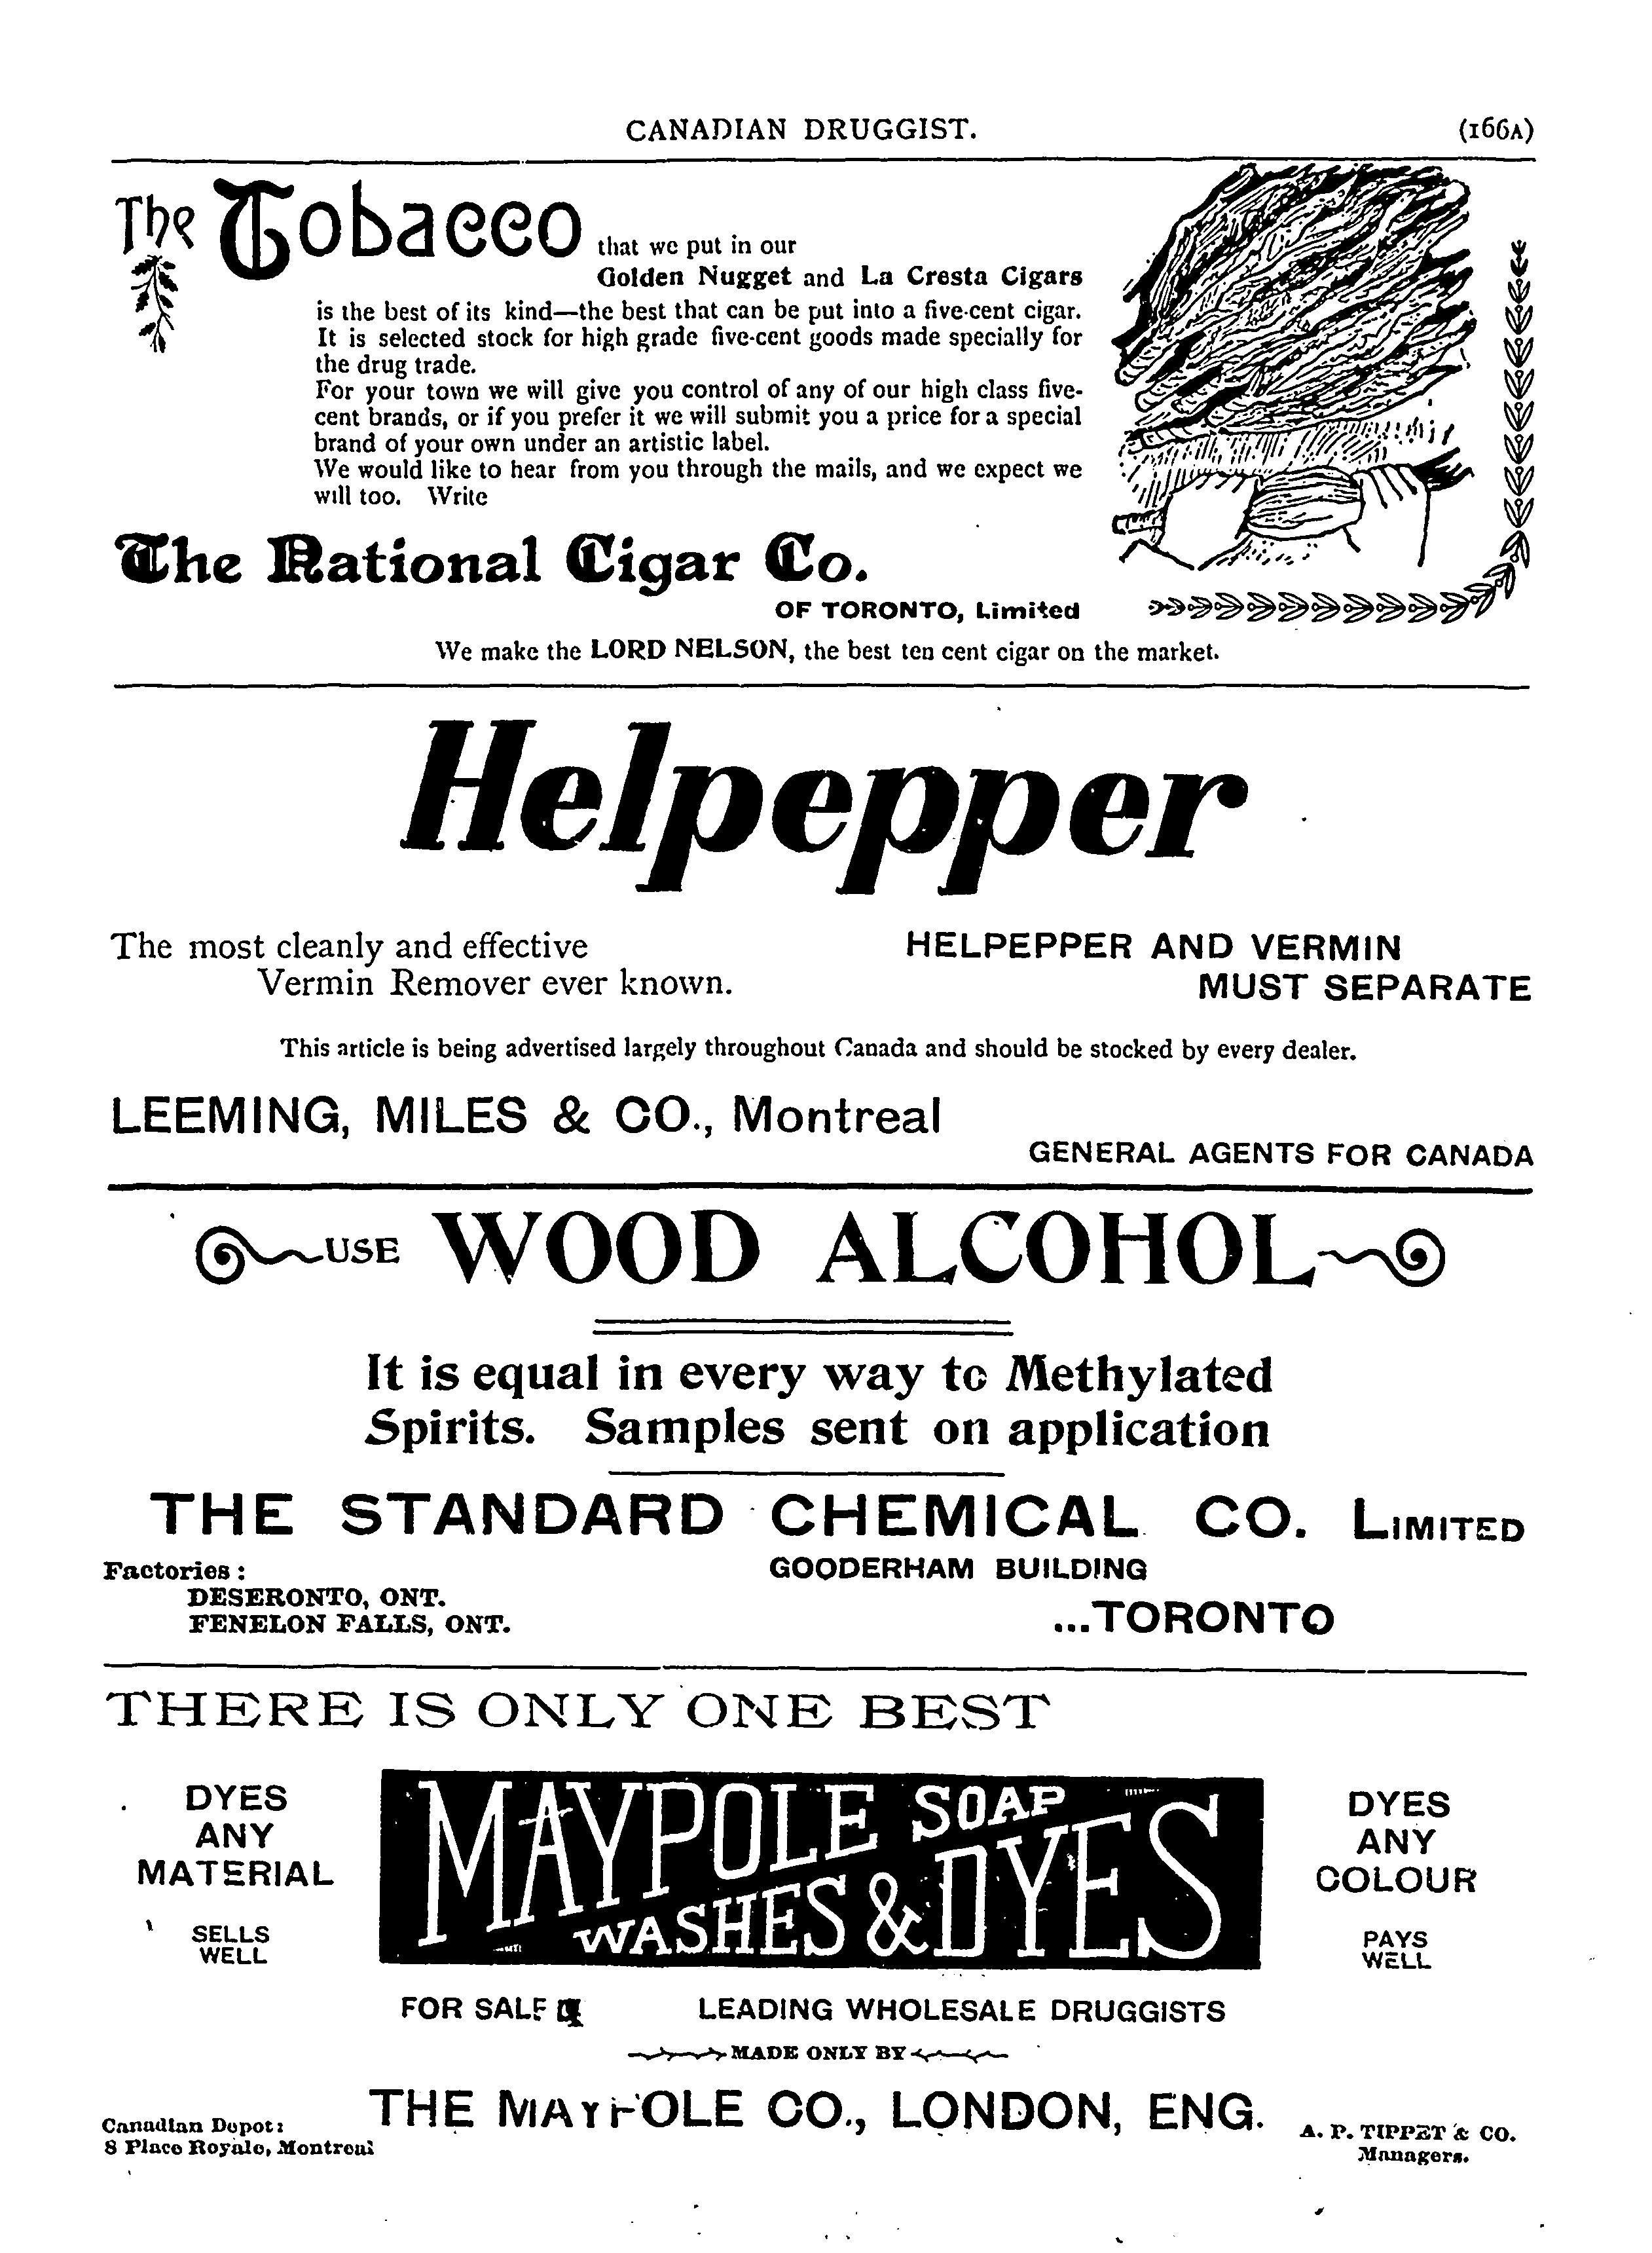 CANADIAN DRUGGIST.
(166A)
The Tobacco that we put in our
Golden Nugget and La Cresta Cigars
is the best of its kind—the best that can be put into a five-cent cigar.
It is selected stock for high grade five-cent goods made specially for
the drug trade.
For your town we will give you control of any of our high class five-
cent brands, or if you prefer it we will submit you a price for a special
brand of your own under an artistic label.
We would like to hear from you through the mails, and we expect we
will too. Write
The National Cigar Co.
OF TORONTO, Limited
We make the LORD NELSON, the best ten cent cigar on the market.
Helpepper
The most cleanly and effective
Vermin Remover ever known.
HELPEPPER AND VERMIN
MUST SEPARATE
This article is being advertised largely throughout Canada and should be stocked by every dealer.
LEEMING, MILES & CO., Montreal
GENERAL AGENTS FOR CANADA
USE WOOD ALCOHOL
It is equal in every way to Methylated
Spirits. Samples sent on application
THE STANDARD CHEMICAL CO. LIMITED
Factories:
DESERONTO, ONT.
FENELON FALLS, ONT.
GOODERHAM BUILDING
...TORONTO
THERE IS ONLY ONE BEST
DYES
ANY
MATERIAL
SELLS
WELL
MAYPOLE SOAP
WASHES & DYES
DYES
ANY
COLOUR
PAYS
WELL
FOR SALE LEADING WHOLESALE DRUGGISTS
MADE ONLY BY
THE MAYPOLE CO., LONDON, ENG.
Canadian Depot:
8 Place Royale, Montreal
A. P. TIPPET & CO.
Managers.